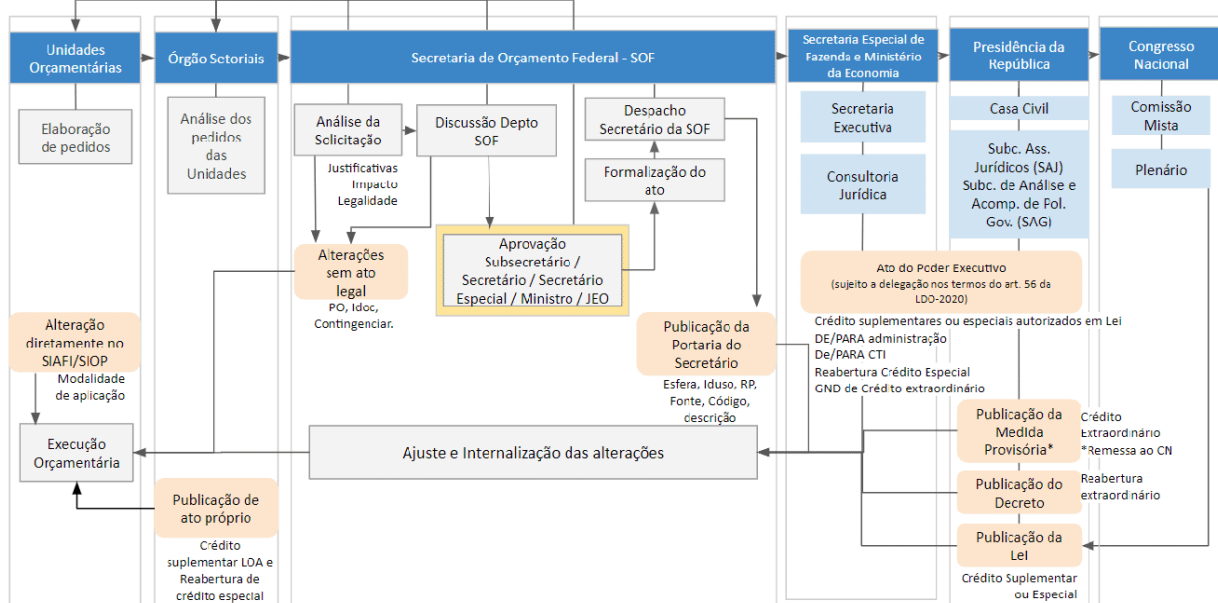 Unidades
Orçamentárias
Órgão Setoriais
Secretaria de Orçamento Federal - SOF
Secretaria Especial de
Fazenda e Ministério
da Economia
Presidência da
República
Congresso
Nacional
Elaboração
de pedidos
Análise dos
pedidos
das
Unidades
Análise da
Solicitação
Justificativas
Impacto
Legalidade
Discussão Depto
SOF
Despacho
Secretário da SOF
Formalização do
ato
Aprovação
Subsecretário /
Secretário / Secretário
Especial / Ministro / JEO
Alterações
sem ato
legal
PO, Idoc,
Contingenciar.
Secretaria
Executiva
Consultoria
Jurídica
Casa Civil
Subc. Ass.
Jurídicos (SAJ)
Subc. de Análise e
Acomp. de Pol.
Gov. (SAG)
Comissão
Mista
Plenário
Ato do Poder Executivo
(sujeito a delegação nos termos do art. 56 da
LDO-2020)
Crédito suplementares ou especiais autorizados em Lei
DE/PARA administração
De/PARA CTI
Reabertura Crédito Especial
GND de Crédito extraordinário
Alteração
diretamente no
SIAFI/SIOP
Modalidade
de aplicação
Publicação da
Portaria do
Secretário
Esfera, Iduso, RP,
Fonte, Código,
descrição
Execução
Orçamentária
Ajuste e Internalização das alterações
Publicação da
Medida
Provisória*
Crédito
Extraordinário
*Remessa ao CN
Publicação do
Decreto
Reabertura
extraordinário
Publicação de
ato próprio
Crédito
suplementar LOA e
Reabertura de
crédito especial
Publicação da
Lei
Crédito Suplementar
ou Especial